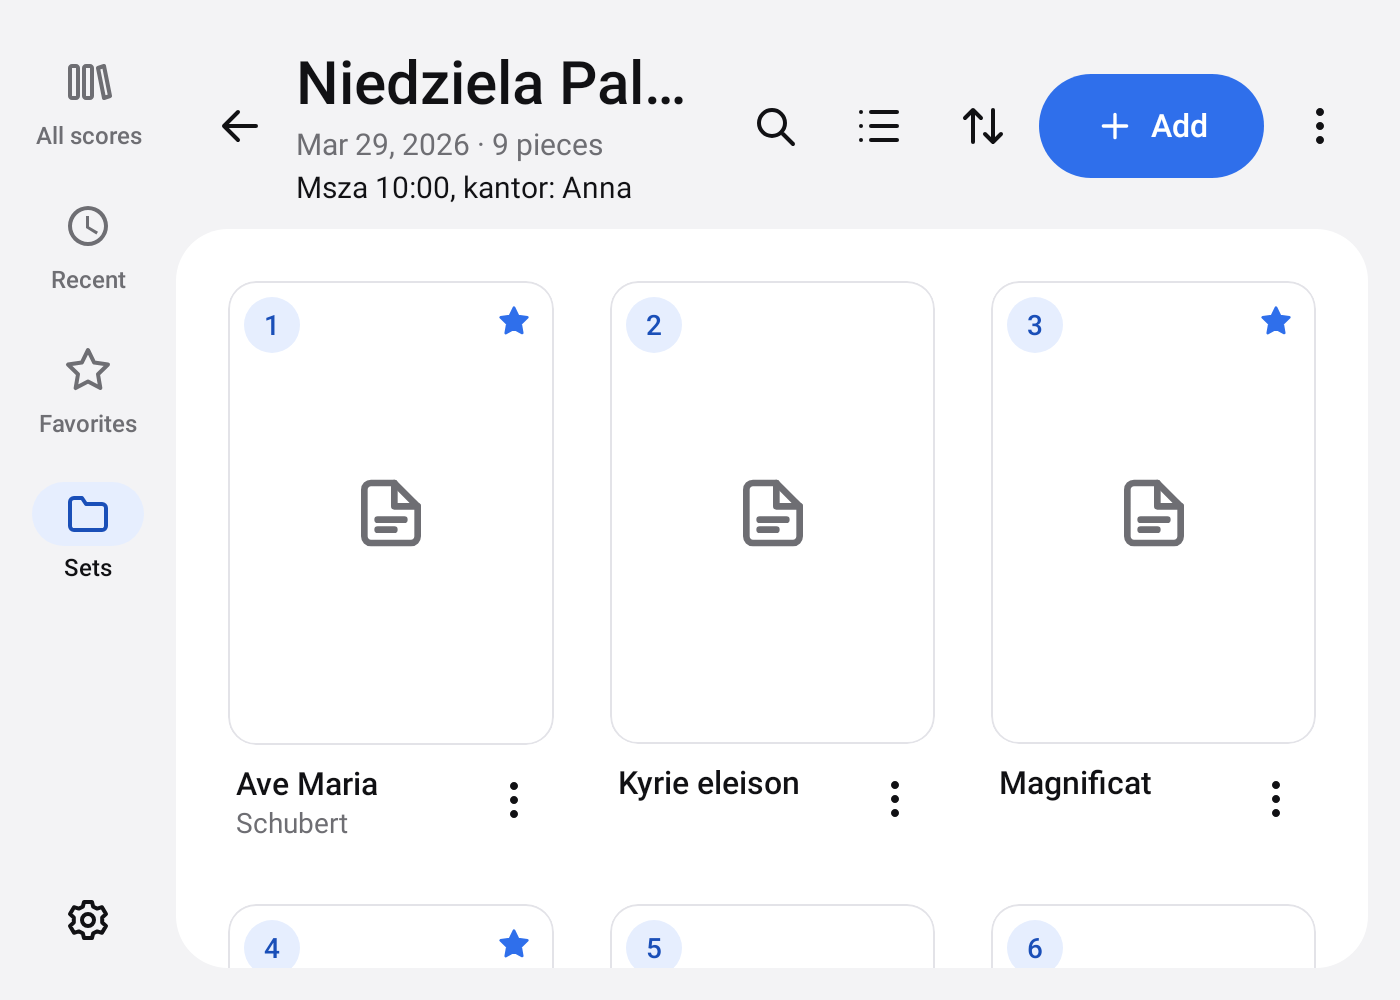 All scores
Recent
Favorites
Sets
Niedziela Pal...
Mar 29, 2026 · 9 pieces
Msza 10:00, kantor: Anna
Add
1
2
3
Ave Maria
Schubert
Kyrie eleison
Magnificat
4
5
6